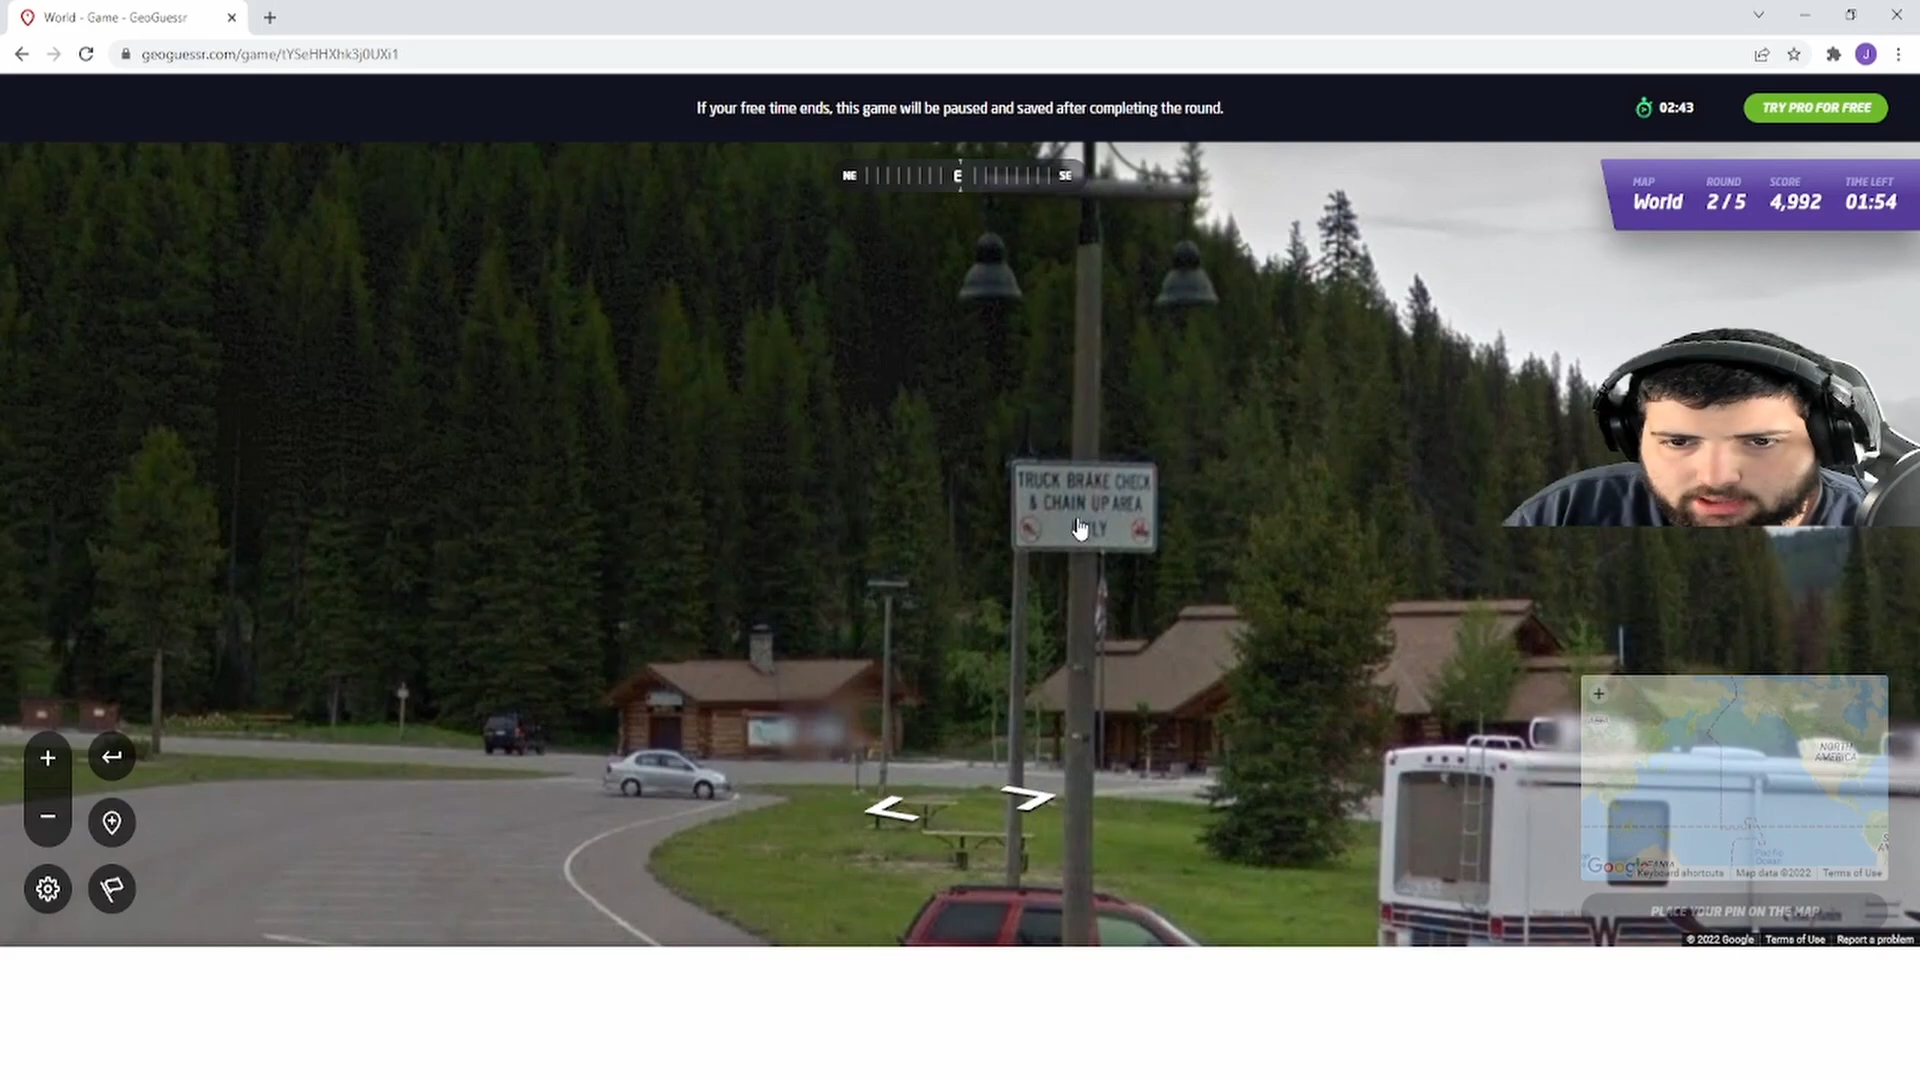 World - Game - GeoGuessr
geoguessr.com/game/tYSeHHXhk3j0UXi1
J
If your free time ends, this game will be paused and saved after completing the round.
02:43
TRY PRO FOR FREE
NE E SE
MAP ROUND SCORE TIME LEFT
World 2 / 5 4,992 01:54
TRUCK BRAKE CHECK
& CHAIN UP AREA
NORTH
AMERICA
Pacific
Ocean
Google
Keyboard shortcuts Map data ©2022 Terms of Use
PLACE YOUR PIN ON THE MAP
W
© 2022 Google Terms of Use Report a problem